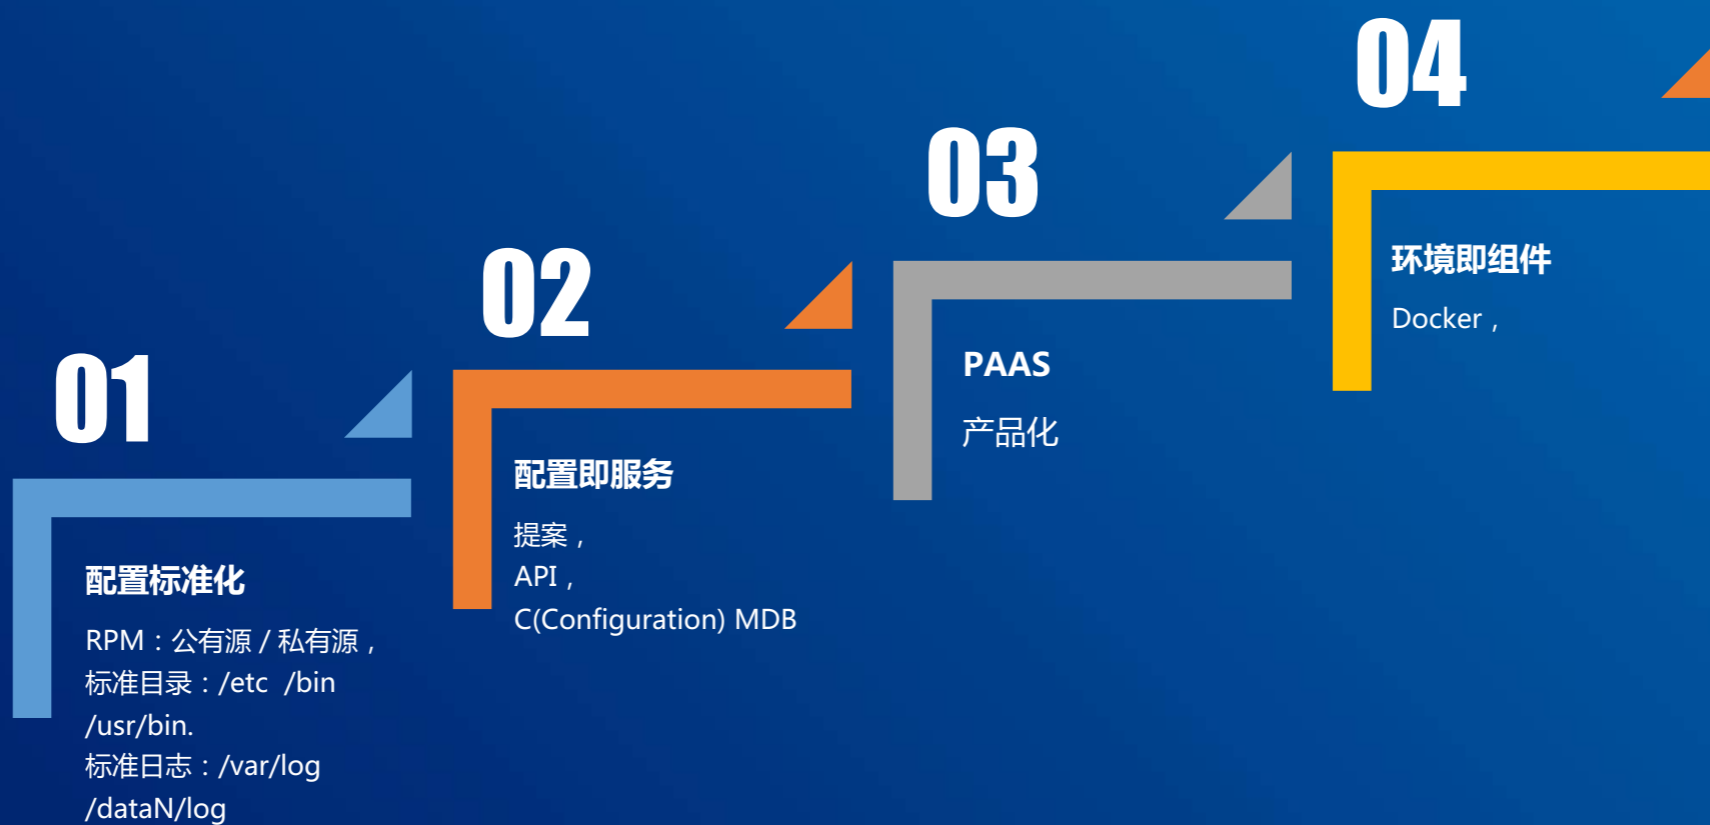 01
配置标准化
RPM：公有源 / 私有源，
标准目录：/etc  /bin
/usr/bin.
标准日志：/var/log
/dataN/log
02
配置即服务
提案，
API，
C(Configuration) MDB
03
PAAS
产品化
04
环境即组件
Docker，